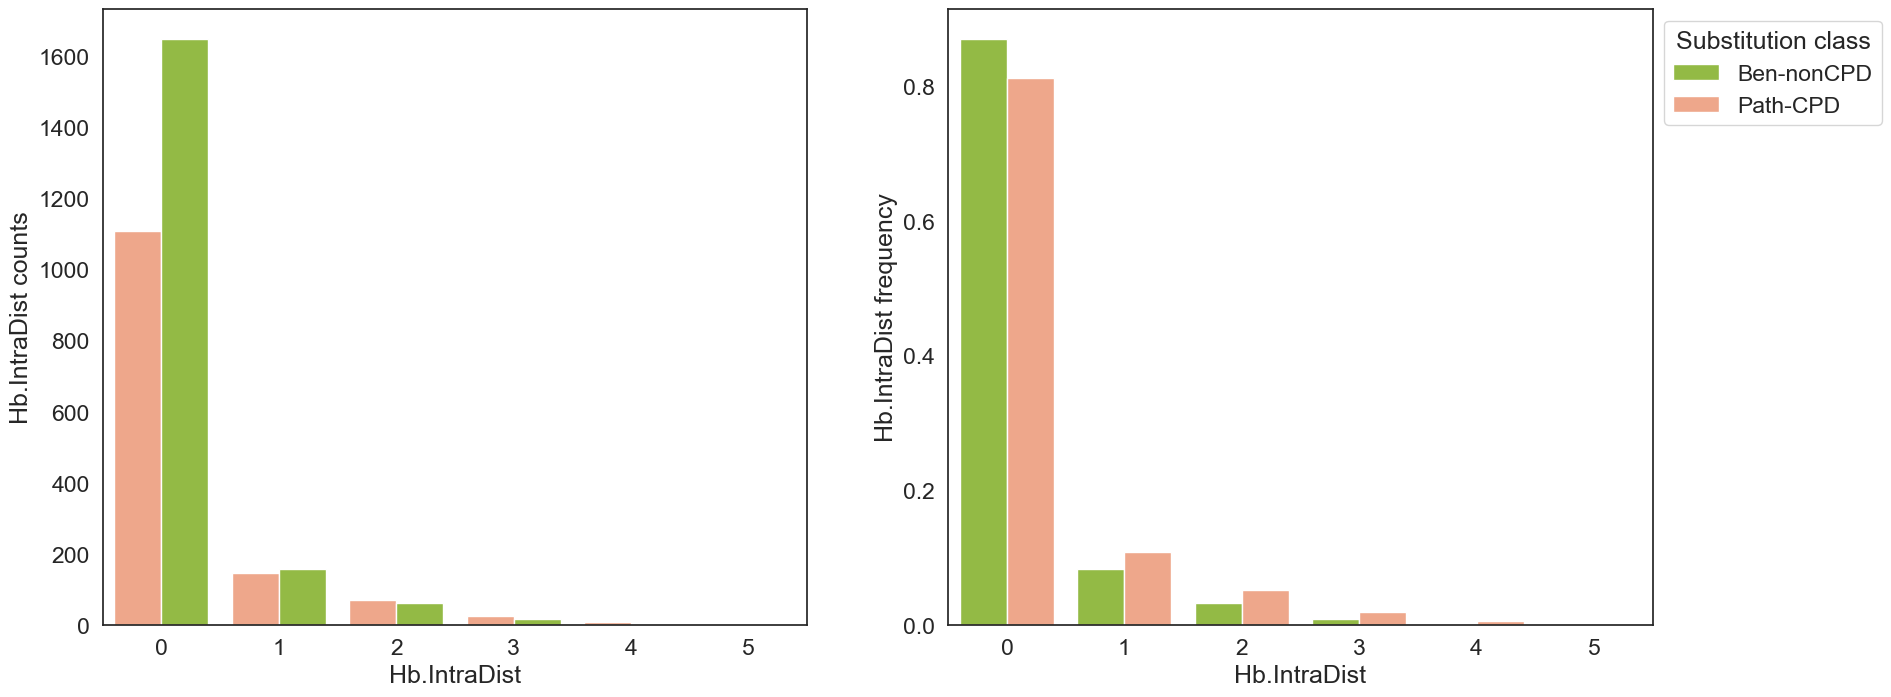 Hb.IntraDist counts
1600
1400
1200
1000
800
600
400
200
0
0 1 2 3 4 5
Hb.IntraDist
Hb.IntraDist frequency
0.8
0.6
0.4
0.2
0.0
0 1 2 3 4 5
Hb.IntraDist
Substitution class
Ben-nonCPD
Path-CPD